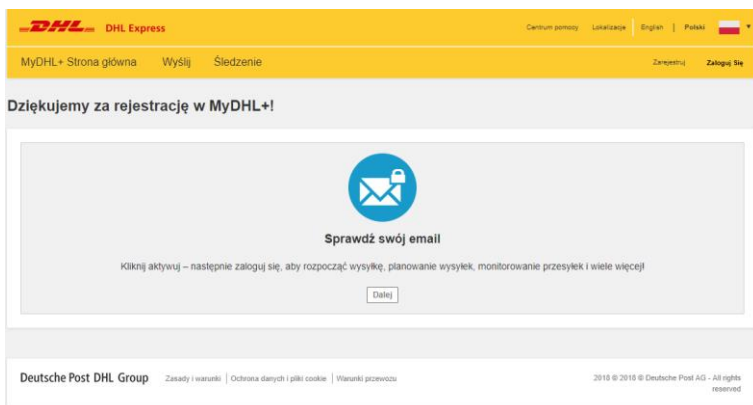 DHL DHL Express
Centrum pomocy Lokalizacje English | Polski
MyDHL+ Strona główna Wyślij Śledzenie Zarejestruj Zaloguj Się
Dziękujemy za rejestrację w MyDHL+!
Sprawdź swój email
Kliknij aktywuj – następnie zaloguj się, aby rozpocząć wysyłkę, planowanie wysyłek, monitorowanie przesyłek i wiele więcej!
Dalej
Deutsche Post DHL Group Zasady i warunki | Ochrona danych i pliki cookie | Warunki przewozu 2018 © 2018 © Deutsche Post AG - All rights
reserved